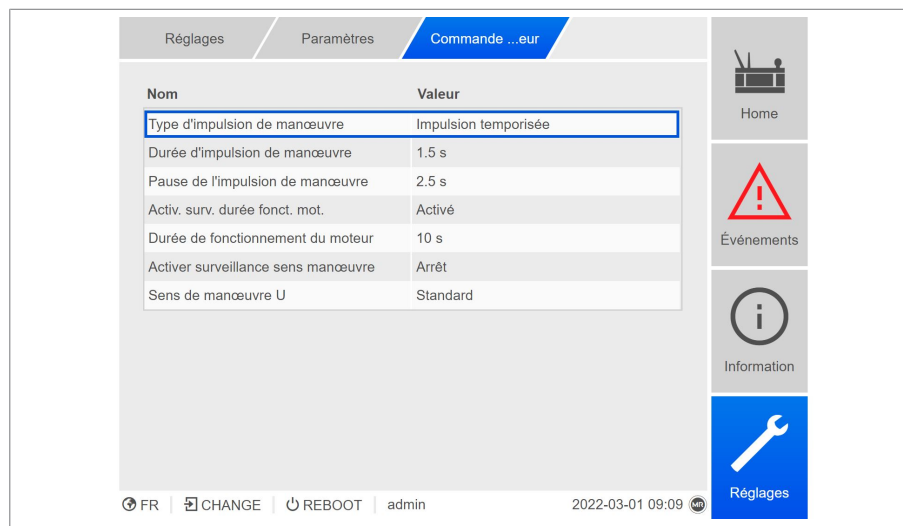 Réglages Paramètres Commande ...eur
Nom Valeur
Type d'impulsion de manœuvre Impulsion temporisée
Durée d'impulsion de manœuvre 1.5 s
Pause de l'impulsion de manœuvre 2.5 s
Activ. surv. durée fonct. mot. Activé
Durée de fonctionnement du moteur 10 s
Activer surveillance sens manœuvre Arrêt
Sens de manœuvre U Standard
Home
Événements
Information
Réglages
FR CHANGE REBOOT admin 2022-03-01 09:09 MR